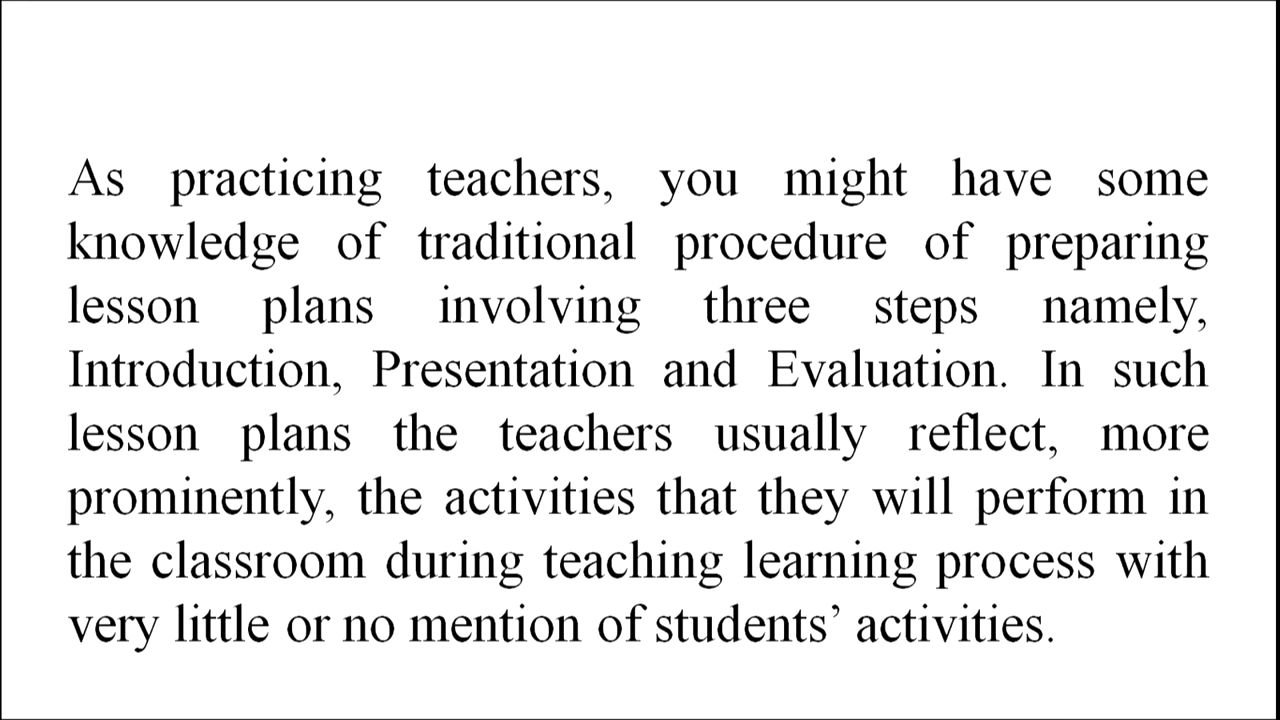 As practicing teachers, you might have some
knowledge of traditional procedure of preparing
lesson plans involving three steps namely,
Introduction, Presentation and Evaluation. In such
lesson plans the teachers usually reflect, more
prominently, the activities that they will perform in
the classroom during teaching learning process with
very little or no mention of students’ activities.